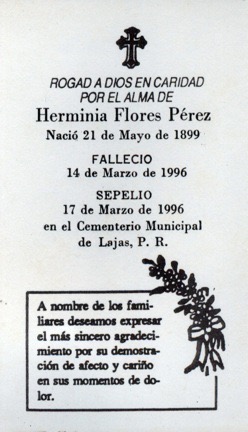 ROGAD A DIOS EN CARIDAD
POR EL ALMA DE
Herminia Flores Pérez
Nació 21 de Mayo de 1899
FALLECIO
14 de Marzo de 1996
SEPELIO
17 de Marzo de 1996
en el Cementerio Municipal
de Lajas, P. R.
A nombre de los fami-
liares deseamos expresar
el más sincero agradeci-
miento por su demostra-
ción de afecto y cariño
en sus momentos de do-
lor.